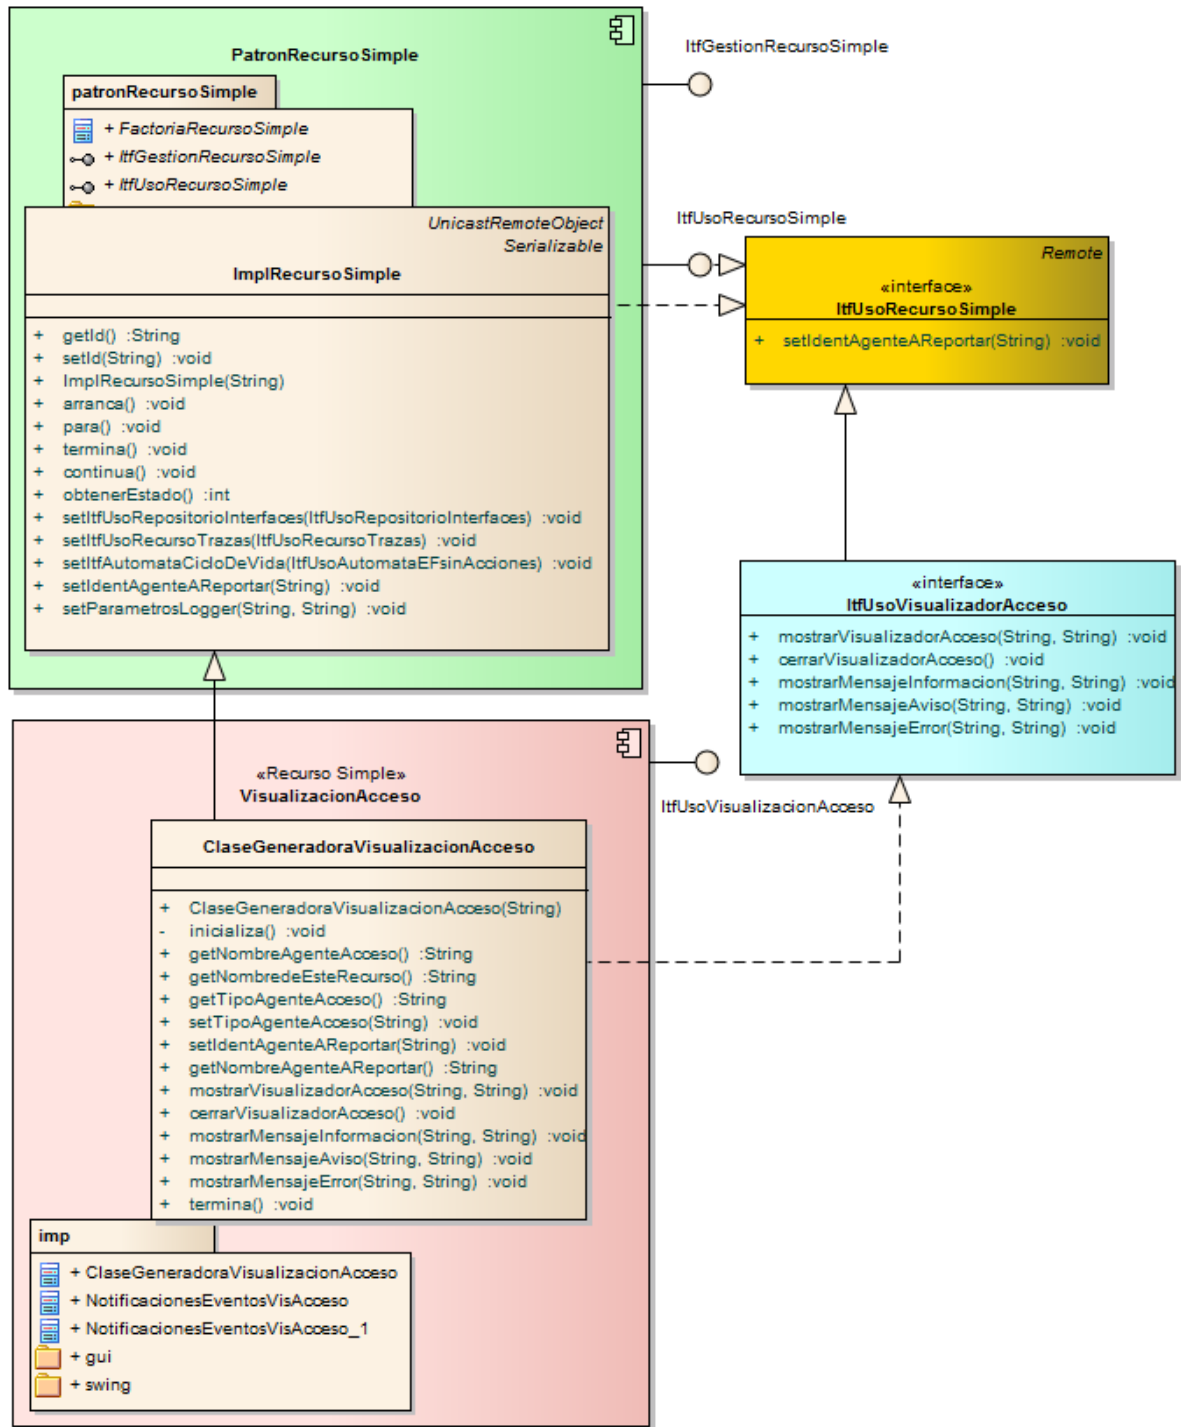 PatronRecursoSimple
patronRecursoSimple
+ FactoriaRecursoSimple
+ ItfGestionRecursoSimple
+ ItfUsoRecursoSimple
UnicastRemoteObject
Serializable
ImplRecursoSimple
+ getId() :String
+ setId(String) :void
+ ImplRecursoSimple(String)
+ arranca() :void
+ para() :void
+ termina() :void
+ continua() :void
+ obtenerEstado() :int
+ setItfUsoRepositorioInterfaces(ItfUsoRepositorioInterfaces) :void
+ setItfUsoRecursoTrazas(ItfUsoRecursoTrazas) :void
+ setItfAutomataCicloDeVida(ItfUsoAutomataEFsinAcciones) :void
+ setIdentAgenteAReportar(String) :void
+ setParametrosLogger(String, String) :void
ItfGestionRecursoSimple
ItfUsoRecursoSimple
Remote
«interface»
ItfUsoRecursoSimple
+ setIdentAgenteAReportar(String) :void
«interface»
ItfUsoVisualizadorAcceso
+ mostrarVisualizadorAcceso(String, String) :void
+ cerrarVisualizadorAcceso() :void
+ mostrarMensajeInformacion(String, String) :void
+ mostrarMensajeAviso(String, String) :void
+ mostrarMensajeError(String, String) :void
«Recurso Simple»
VisualizacionAcceso
ItfUsoVisualizacionAcceso
ClaseGeneradoraVisualizacionAcceso
+ ClaseGeneradoraVisualizacionAcceso(String)
- inicializa() :void
+ getNombreAgenteAcceso() :String
+ getNombredeEsteRecurso() :String
+ getTipoAgenteAcceso() :String
+ setTipoAgenteAcceso(String) :void
+ setIdentAgenteAReportar(String) :void
+ getNombreAgenteAReportar() :String
+ mostrarVisualizadorAcceso(String, String) :void
+ cerrarVisualizadorAcceso() :void
+ mostrarMensajeInformacion(String, String) :void
+ mostrarMensajeAviso(String, String) :void
+ mostrarMensajeError(String, String) :void
+ termina() :void
imp
+ ClaseGeneradoraVisualizacionAcceso
+ NotificacionesEventosVisAcceso
+ NotificacionesEventosVisAcceso_1
+ gui
+ swing